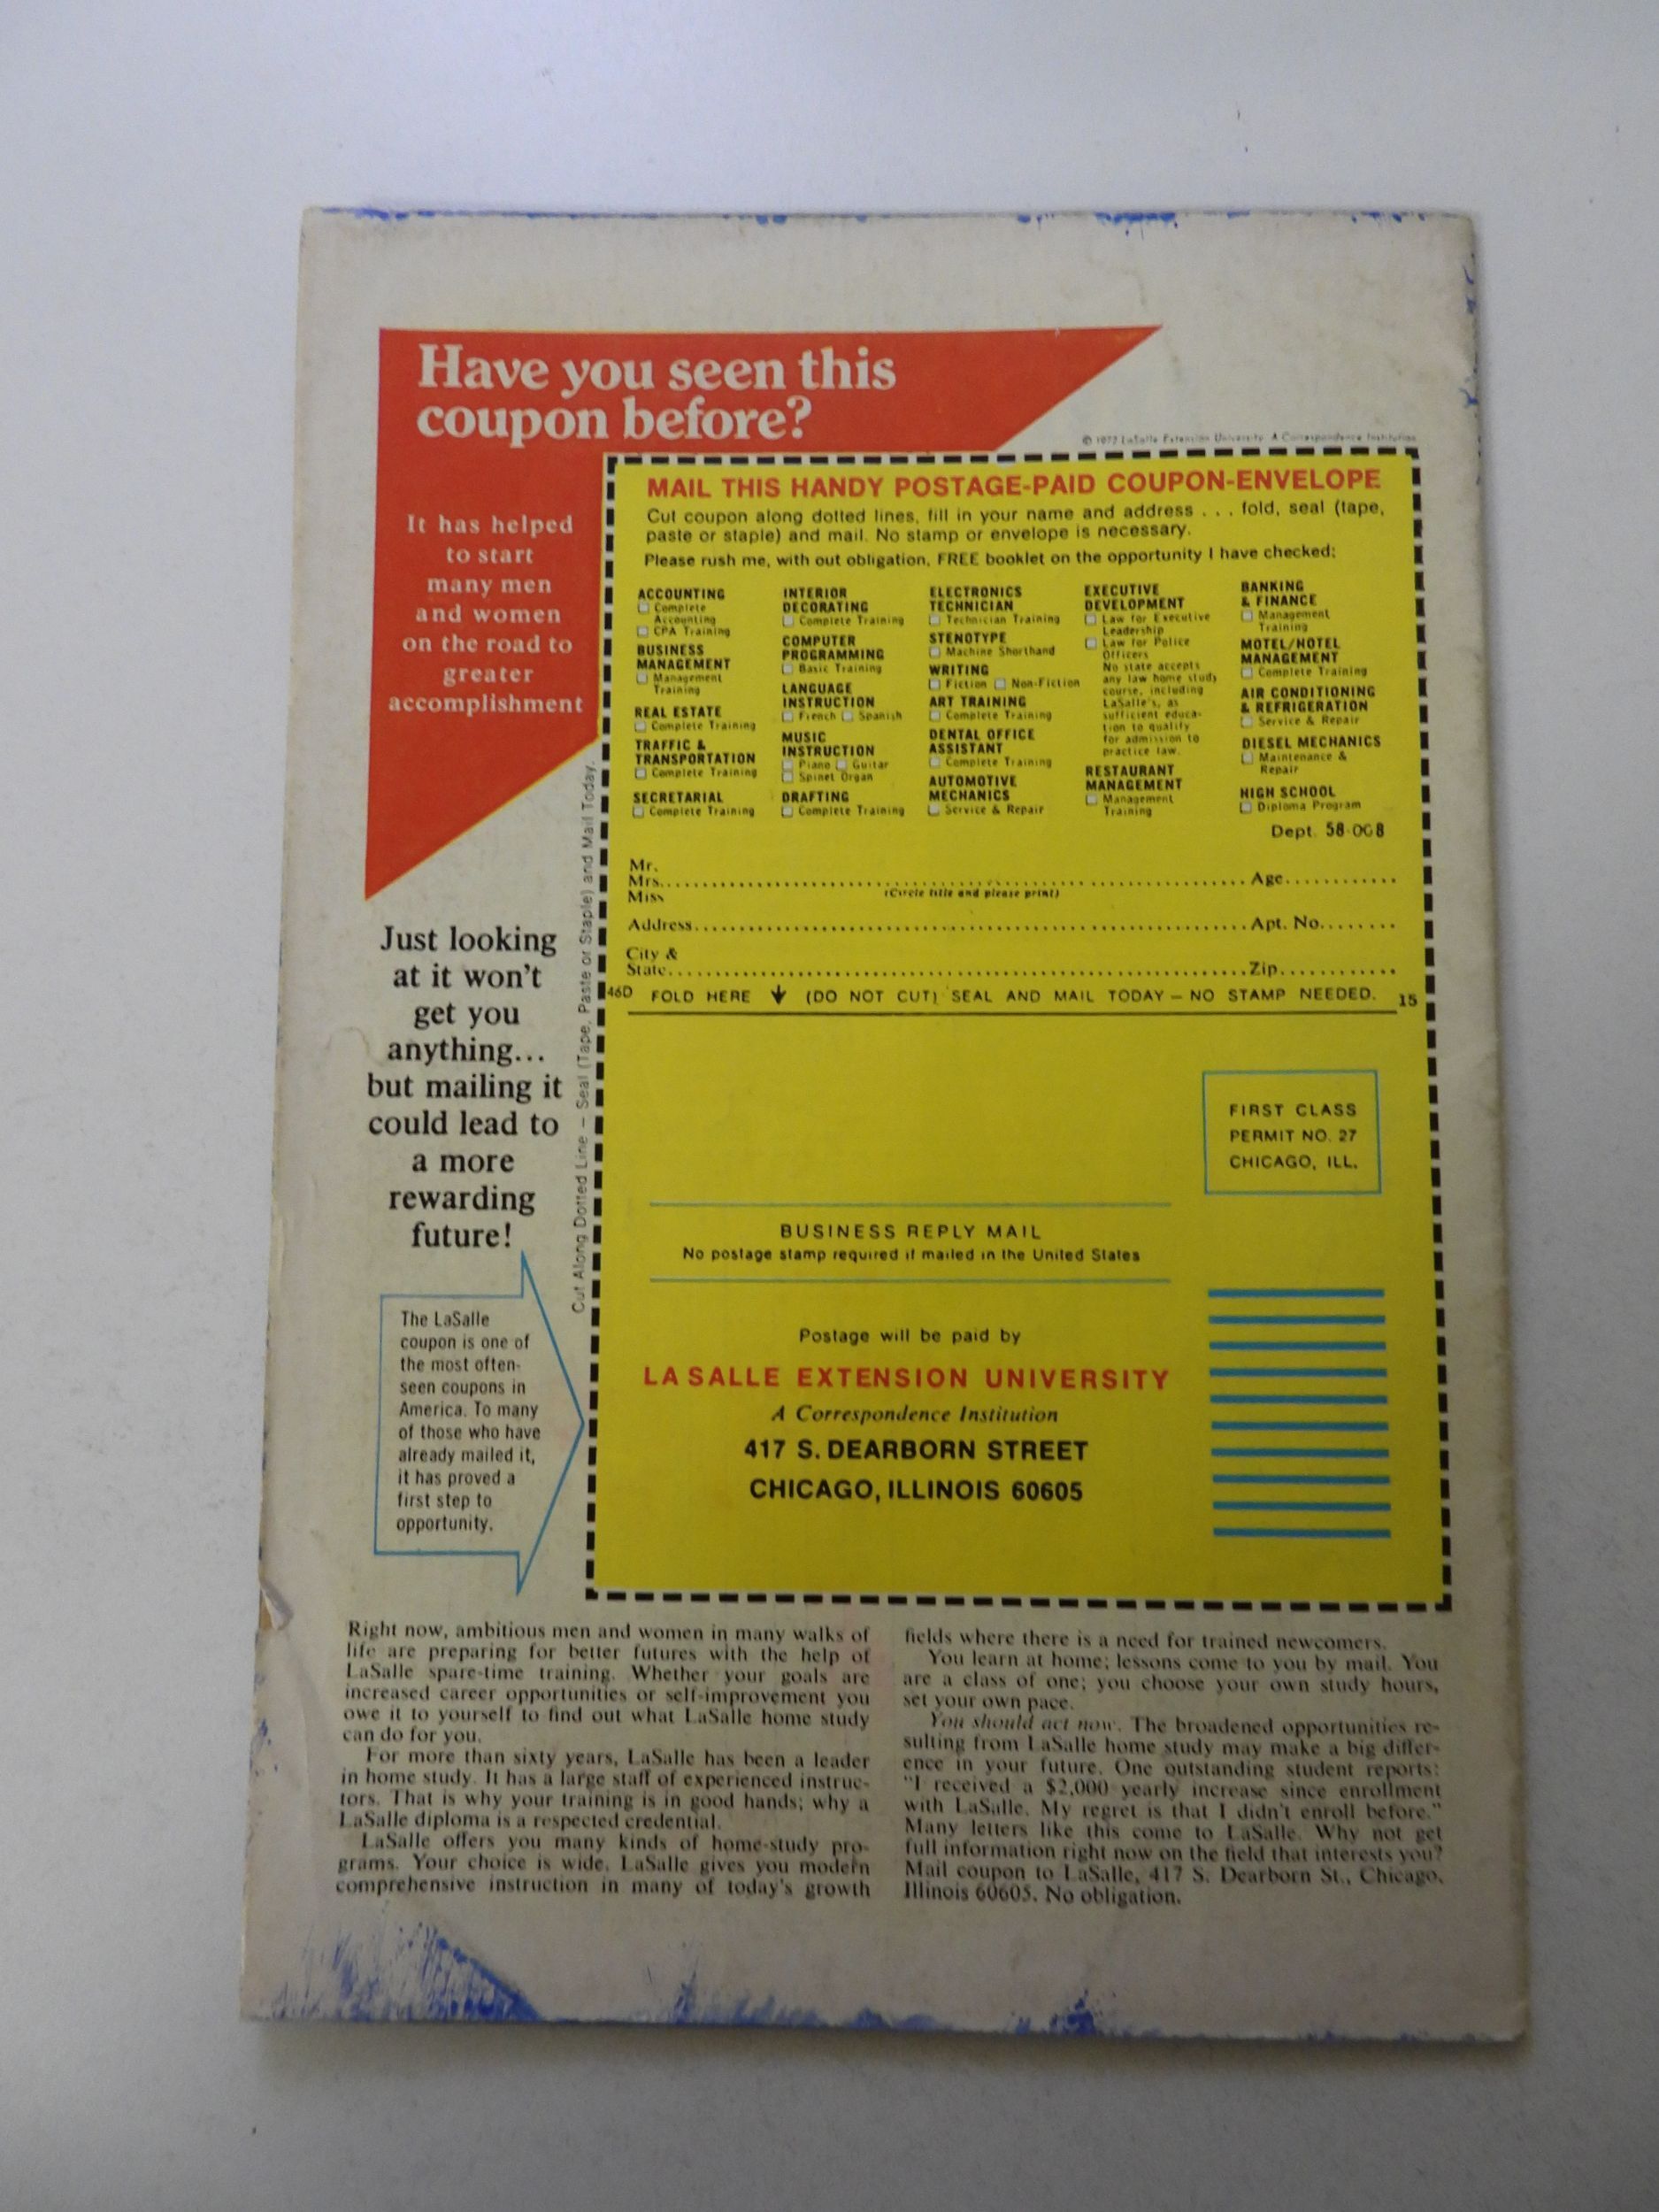 Have you seen this
coupon before?
It has helped
to start
many men
and women
on the road to
greater
accomplishment
Just looking
at it won't
get you
anything...
but mailing it
could lead to
a more
rewarding
future!
The LaSalle
coupon is one of
the most often-
seen coupons in
America. To many
of those who have
already mailed it,
it has proved a
first step to
opportunity.
Cut Along Dotted Line – Seal (Tape, Paste or Staple) and Mail Today.
LaSalle Extension University A Correspondence Institution
MAIL THIS HANDY POSTAGE-PAID COUPON-ENVELOPE
Cut coupon along dotted lines, fill in your name and address . . . fold, seal (tape,
paste or staple) and mail. No stamp or envelope is necessary.
Please rush me, with out obligation, FREE booklet on the opportunity I have checked:
ACCOUNTING
Complete
Accounting
CPA Training
BUSINESS
MANAGEMENT
Management
Training
REAL ESTATE
Complete Training
TRAFFIC &
TRANSPORTATION
Complete Training
SECRETARIAL
Complete Training
INTERIOR
DECORATING
Complete Training
COMPUTER
PROGRAMMING
Basic Training
LANGUAGE
INSTRUCTION
French Spanish
MUSIC
INSTRUCTION
Piano Guitar
Spinet Organ
DRAFTING
Complete Training
ELECTRONICS
TECHNICIAN
Technician Training
STENOTYPE
Machine Shorthand
WRITING
Fiction Non-Fiction
ART TRAINING
Complete Training
DENTAL OFFICE
ASSISTANT
Complete Training
AUTOMOTIVE
MECHANICS
Service & Repair
EXECUTIVE
DEVELOPMENT
Law for Executive
Leadership
Law for Police
Officers
No state accepts
any law home study
course, including
LaSalle's, as
sufficient educa-
tion to qualify
for admission to
practice law.
RESTAURANT
MANAGEMENT
Management
Training
BANKING
& FINANCE
Management
Training
MOTEL/HOTEL
MANAGEMENT
Complete Training
AIR CONDITIONING
& REFRIGERATION
Service & Repair
DIESEL MECHANICS
Maintenance &
Repair
HIGH SCHOOL
Diploma Program
Dept. 58-008
Mr.
Mrs. Age
Miss (Circle title and please print)
Address Apt. No.
City &
State Zip
46D FOLD HERE ↓ (DO NOT CUT) SEAL AND MAIL TODAY – NO STAMP NEEDED. 15
FIRST CLASS
PERMIT NO. 27
CHICAGO, ILL.
BUSINESS REPLY MAIL
No postage stamp required if mailed in the United States
Postage will be paid by
LA SALLE EXTENSION UNIVERSITY
A Correspondence Institution
417 S. DEARBORN STREET
CHICAGO, ILLINOIS 60605
Right now, ambitious men and women in many walks of
life are preparing for better futures with the help of
LaSalle spare-time training. Whether your goals are
increased career opportunities or self-improvement you
owe it to yourself to find out what LaSalle home study
can do for you.
For more than sixty years, LaSalle has been a leader
in home study. It has a large staff of experienced instruc-
tors. That is why your training is in good hands; why a
LaSalle diploma is a respected credential.
LaSalle offers you many kinds of home-study pro-
grams. Your choice is wide. LaSalle gives you modern
comprehensive instruction in many of today's growth
fields where there is a need for trained newcomers.
You learn at home; lessons come to you by mail. You
are a class of one; you choose your own study hours,
set your own pace.
You should act now. The broadened opportunities re-
sulting from LaSalle home study may make a big differ-
ence in your future. One outstanding student reports:
"I received a $2,000 yearly increase since enrollment
with LaSalle. My regret is that I didn't enroll before."
Many letters like this come to LaSalle. Why not get
full information right now on the field that interests you?
Mail coupon to LaSalle, 417 S. Dearborn St., Chicago,
Illinois 60605. No obligation.